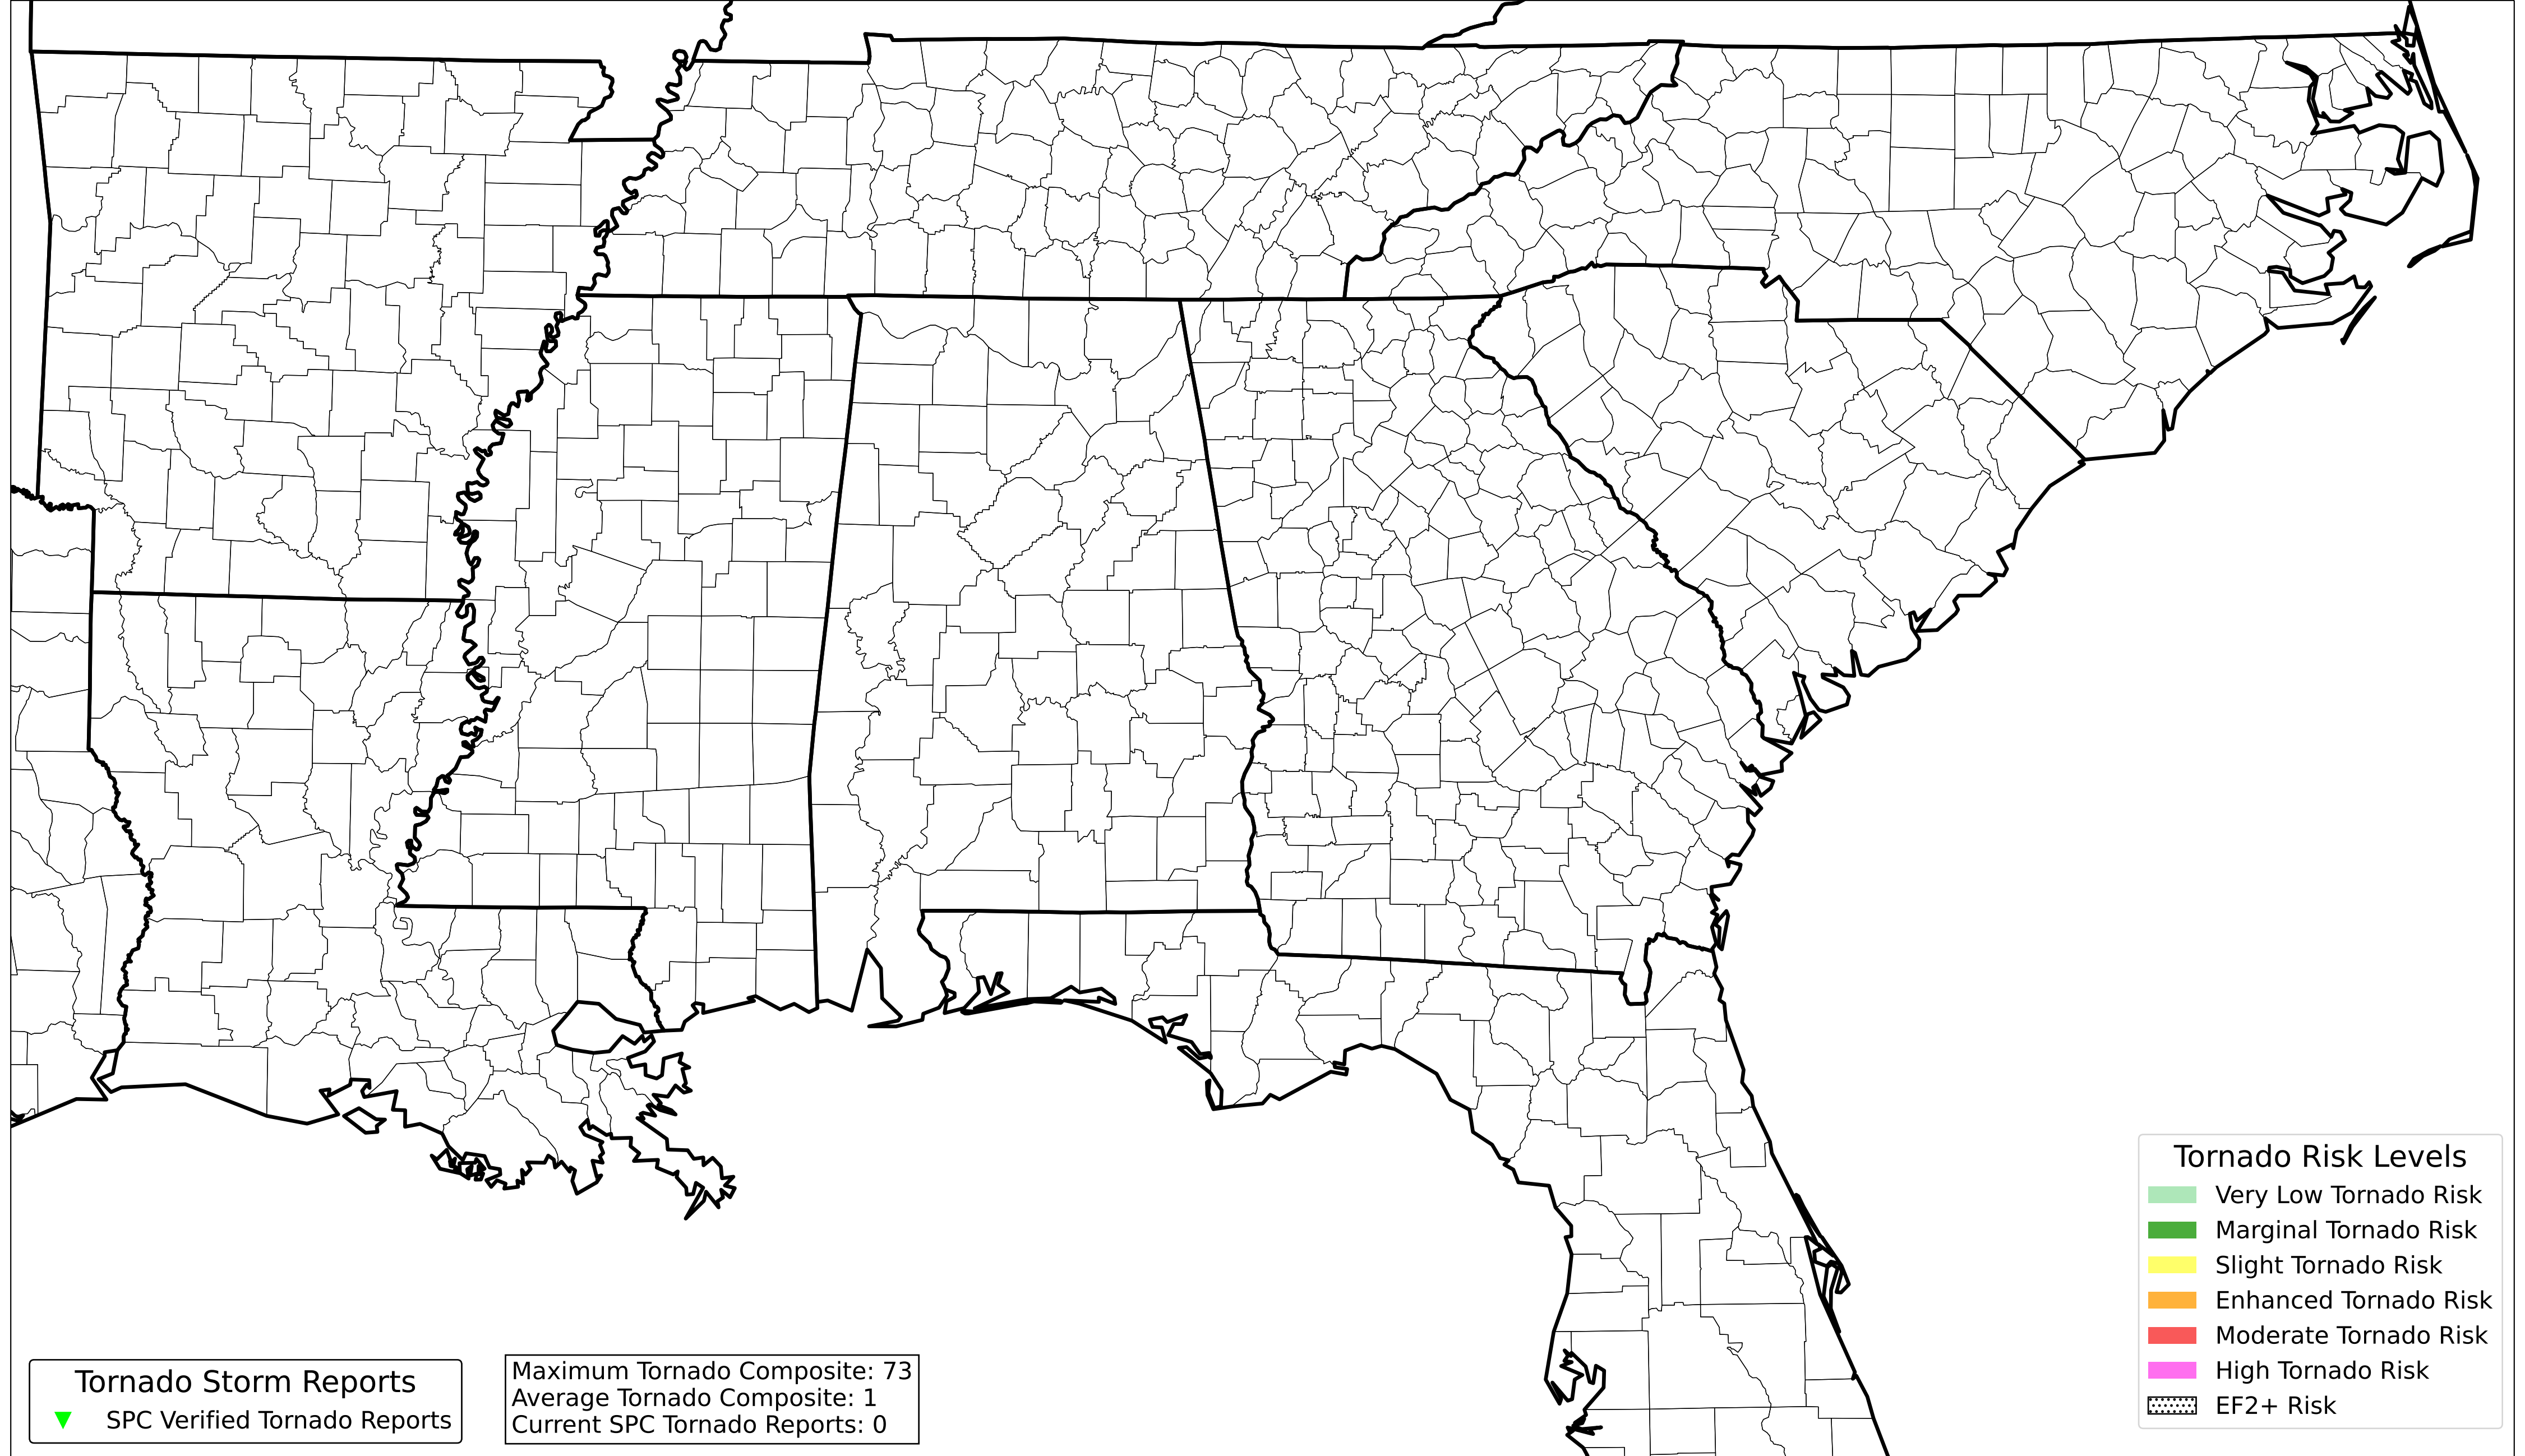 Tornado Risk Levels
Very Low Tornado Risk
Marginal Tornado Risk
Slight Tornado Risk
Enhanced Tornado Risk
Moderate Tornado Risk
High Tornado Risk
EF2+ Risk
Tornado Storm Reports
SPC Verified Tornado Reports
Maximum Tornado Composite: 73
Average Tornado Composite: 1
Current SPC Tornado Reports: 0